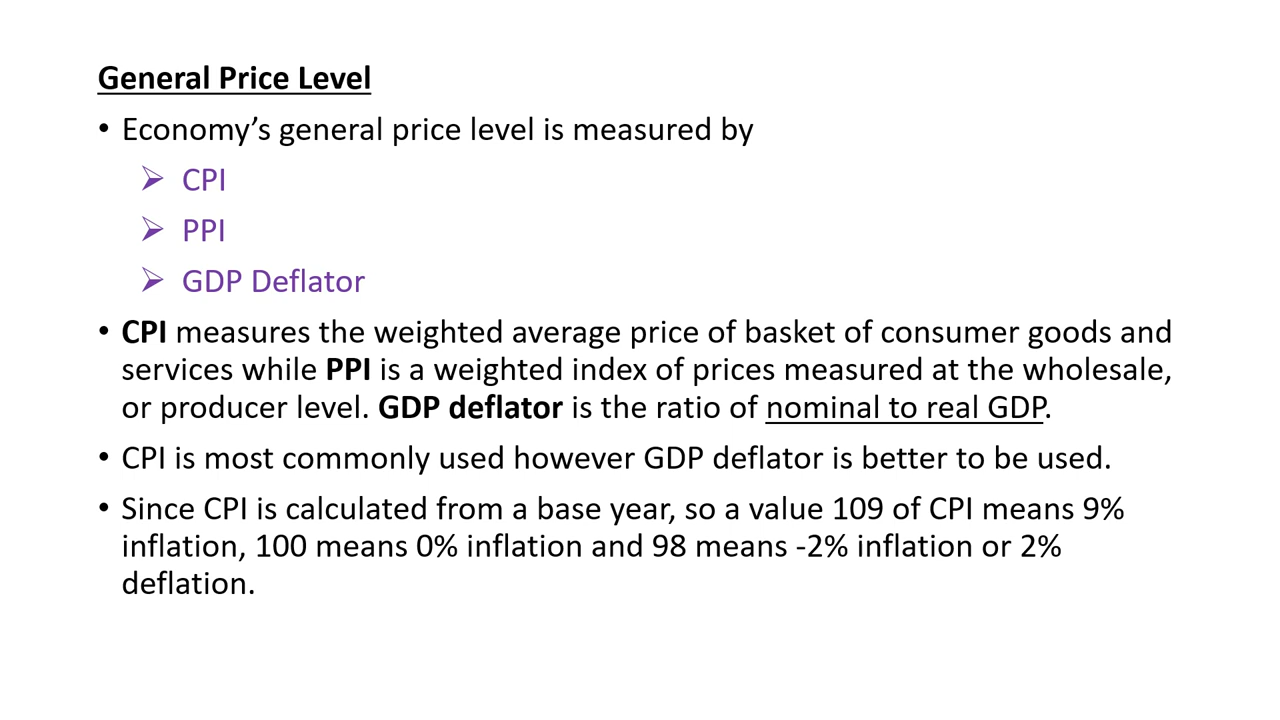 General Price Level
• Economy’s general price level is measured by
➢ CPI
➢ PPI
➢ GDP Deflator
• CPI measures the weighted average price of basket of consumer goods and
services while PPI is a weighted index of prices measured at the wholesale,
or producer level. GDP deflator is the ratio of nominal to real GDP.
• CPI is most commonly used however GDP deflator is better to be used.
• Since CPI is calculated from a base year, so a value 109 of CPI means 9%
inflation, 100 means 0% inflation and 98 means -2% inflation or 2%
deflation.